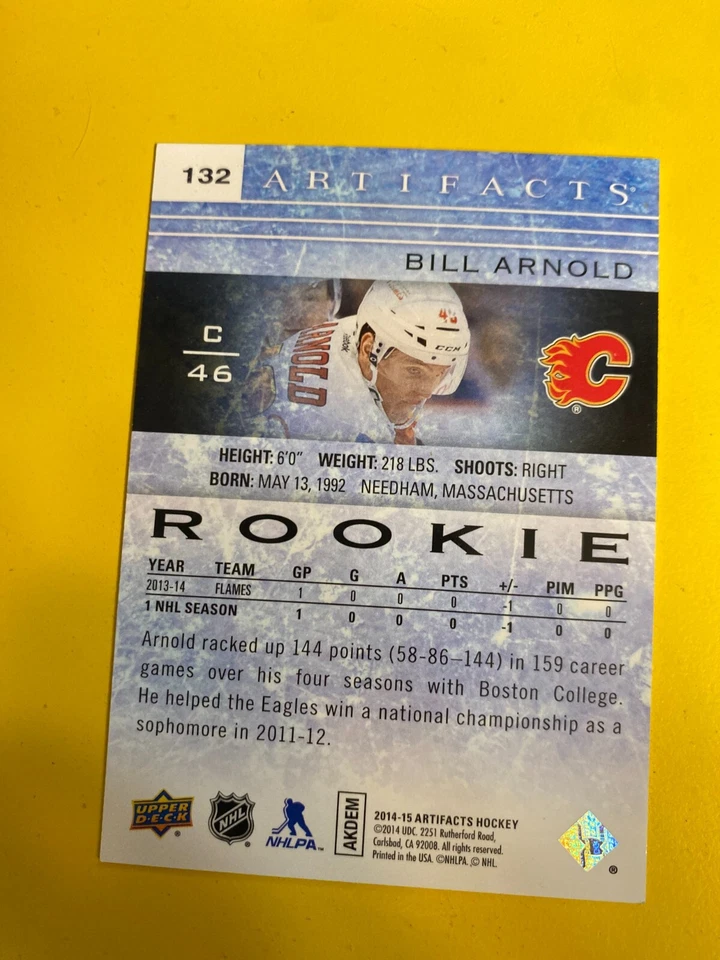 132 ARTIFACTS
BILL ARNOLD
C
46
ARNOLD
CCM
C
®
HEIGHT: 6'0" WEIGHT: 218 LBS. SHOOTS: RIGHT
BORN: MAY 13, 1992 NEEDHAM, MASSACHUSETTS
ROOKIE
YEAR TEAM GP G A PTS +/- PIM PPG
2013-14 FLAMES 1 0 0 0 -1 0 0
1 NHL SEASON 1 0 0 0 -1 0 0
Arnold racked up 144 points (58-86–144) in 159 career
games over his four seasons with Boston College.
He helped the Eagles win a national championship as a
sophomore in 2011-12.
UPPER
DECK
NHL
NHLPA
AKDEM
2014-15 ARTIFACTS HOCKEY
©2014 UDC. 2251 Rutherford Road,
Carlsbad, CA 92008. All rights reserved.
Printed in the USA. ©NHLPA. © NHL.
®